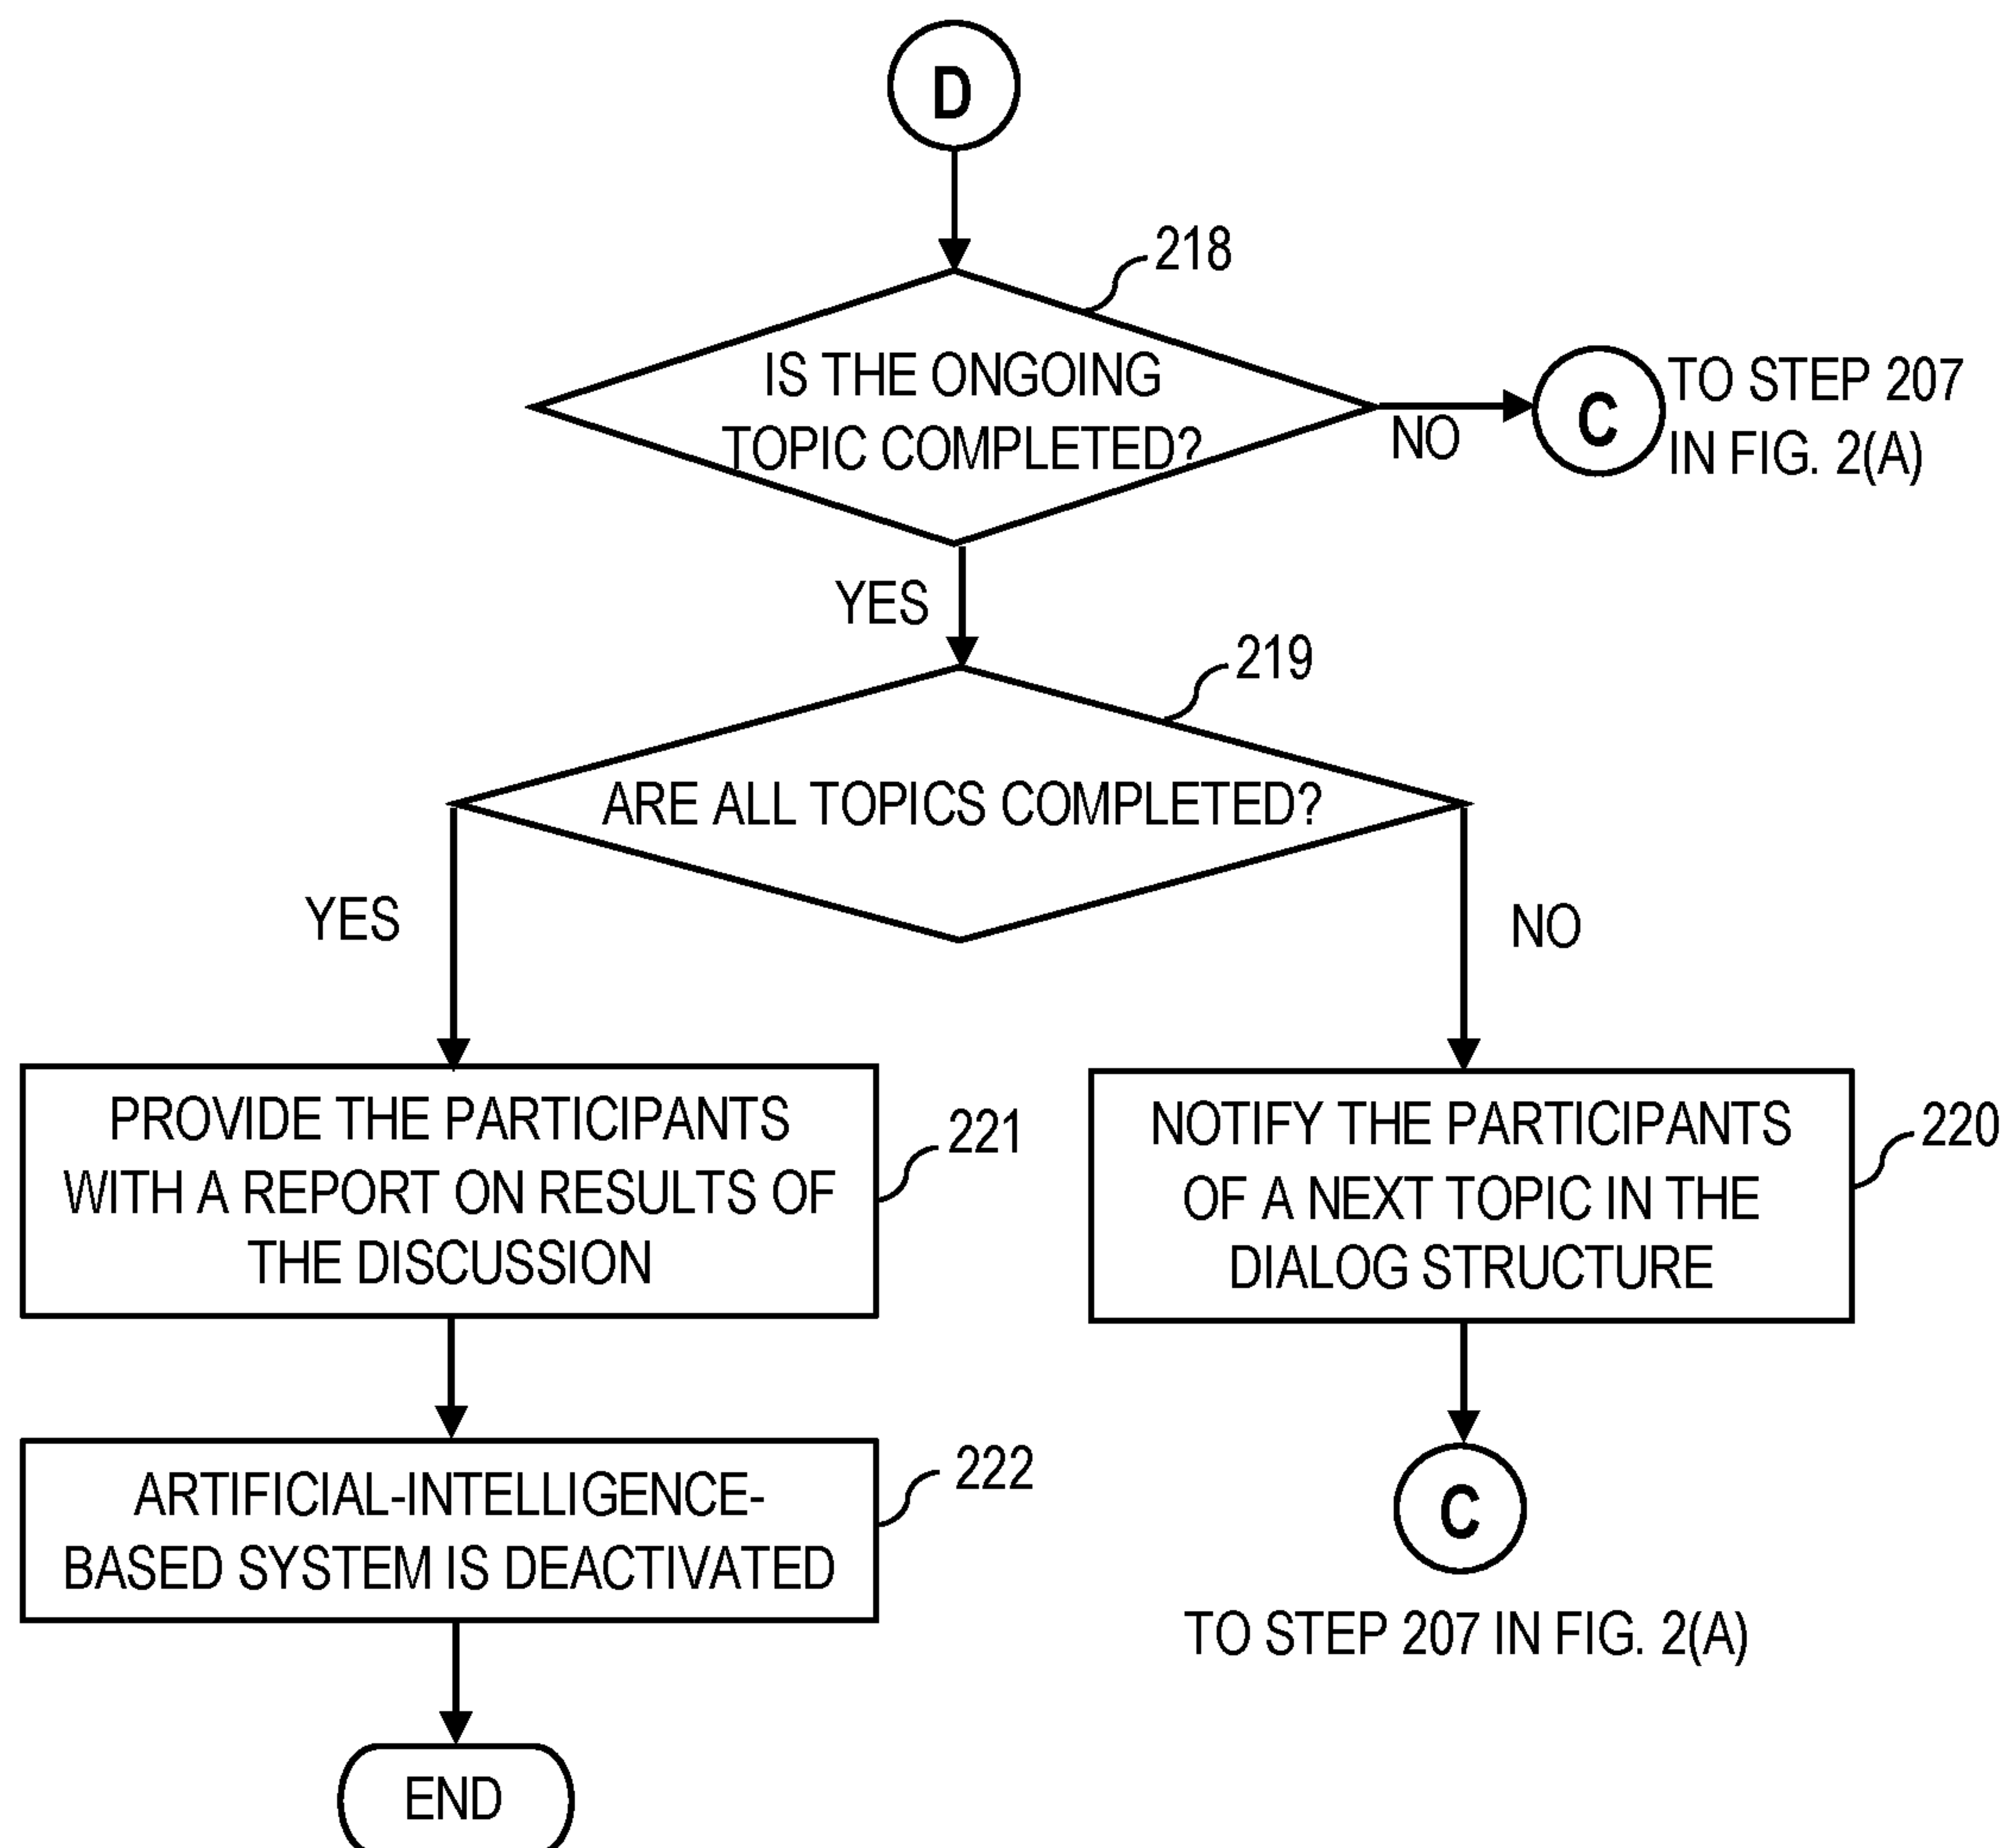 D
218
IS THE ONGOING
TOPIC COMPLETED?
NO
C
TO STEP 207
IN FIG. 2(A)
YES
219
ARE ALL TOPICS COMPLETED?
YES
NO
PROVIDE THE PARTICIPANTS
WITH A REPORT ON RESULTS OF
THE DISCUSSION
221
NOTIFY THE PARTICIPANTS
OF A NEXT TOPIC IN THE
DIALOG STRUCTURE
220
ARTIFICIAL-INTELLIGENCE-
BASED SYSTEM IS DEACTIVATED
222
C
TO STEP 207 IN FIG. 2(A)
END